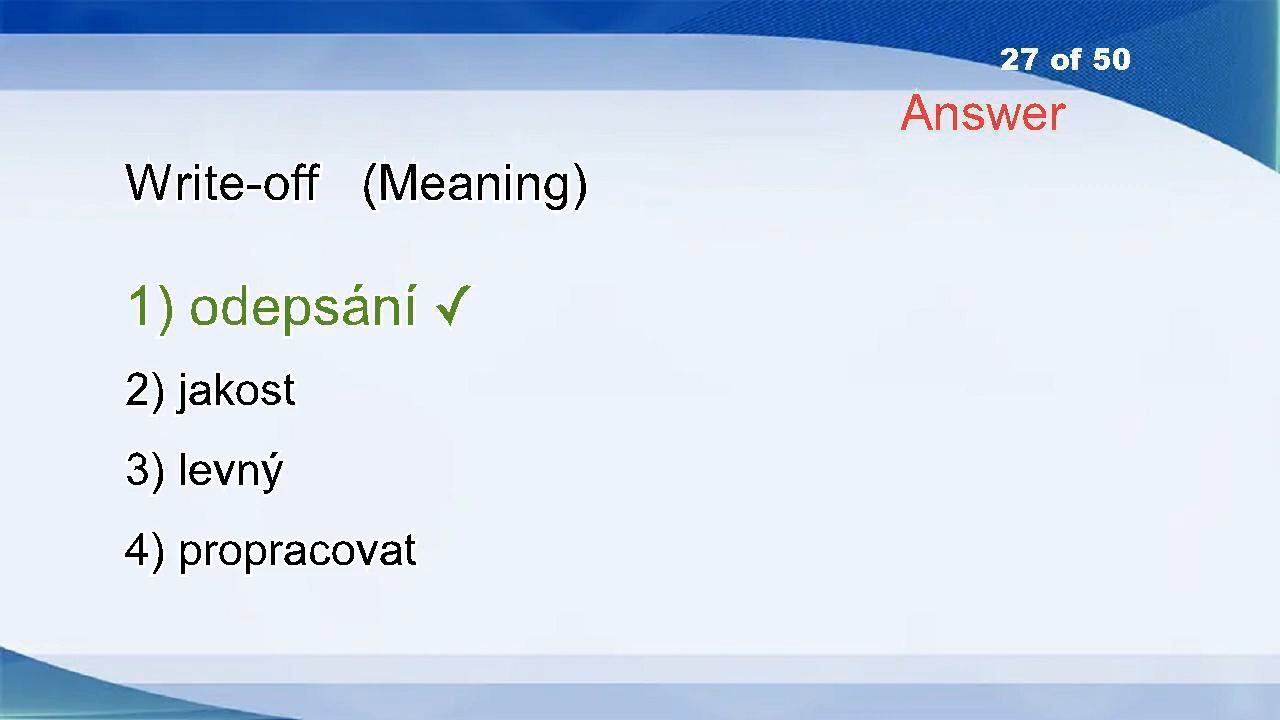 27 of 50
Answer
Write-off (Meaning)
1) odepsání ✓
2) jakost
3) levný
4) propracovat